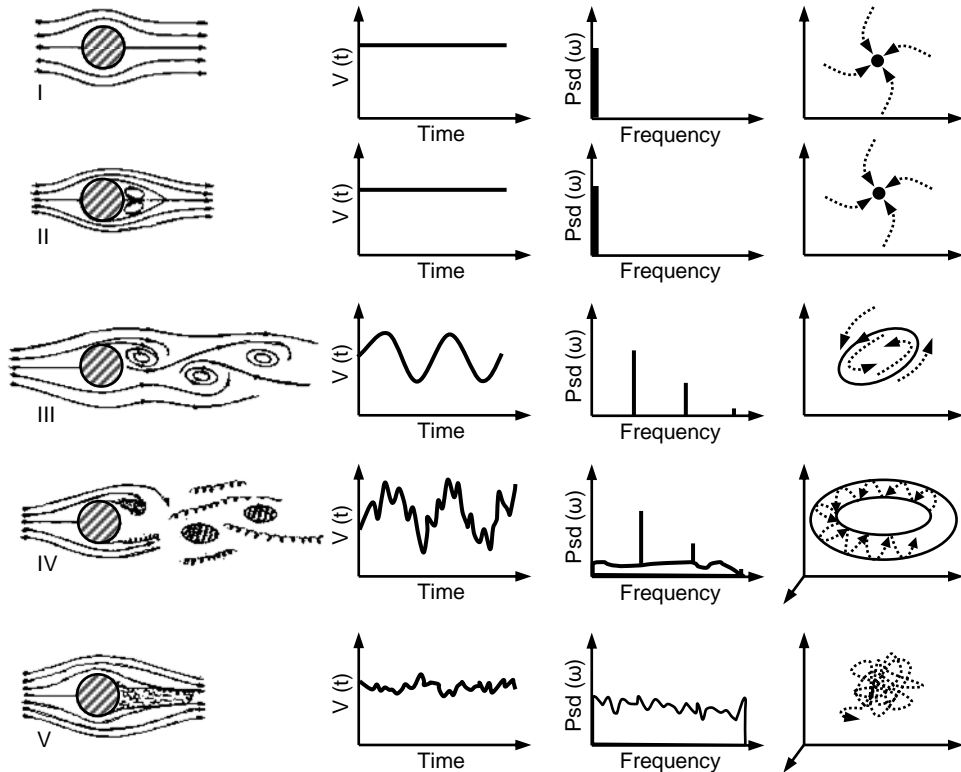 I
V (t)
Time
Psd (ω)
Frequency
II
V (t)
Time
Psd (ω)
Frequency
III
V (t)
Time
Psd (ω)
Frequency
IV
V (t)
Time
Psd (ω)
Frequency
V
V (t)
Time
Psd (ω)
Frequency